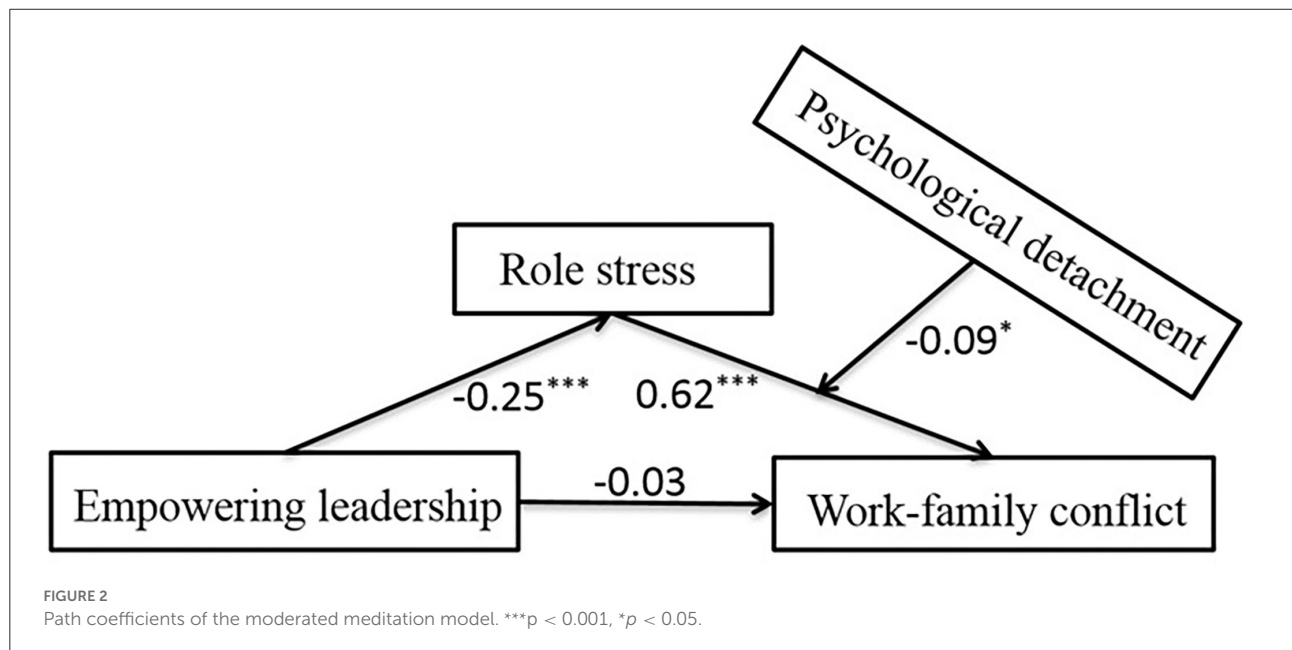 Psychological detachment
Role stress
-0.09*
-0.25***
0.62***
-0.03
Empowering leadership
Work-family conflict
FIGURE 2
Path coefficients of the moderated meditation model. ***p < 0.001, *p < 0.05.